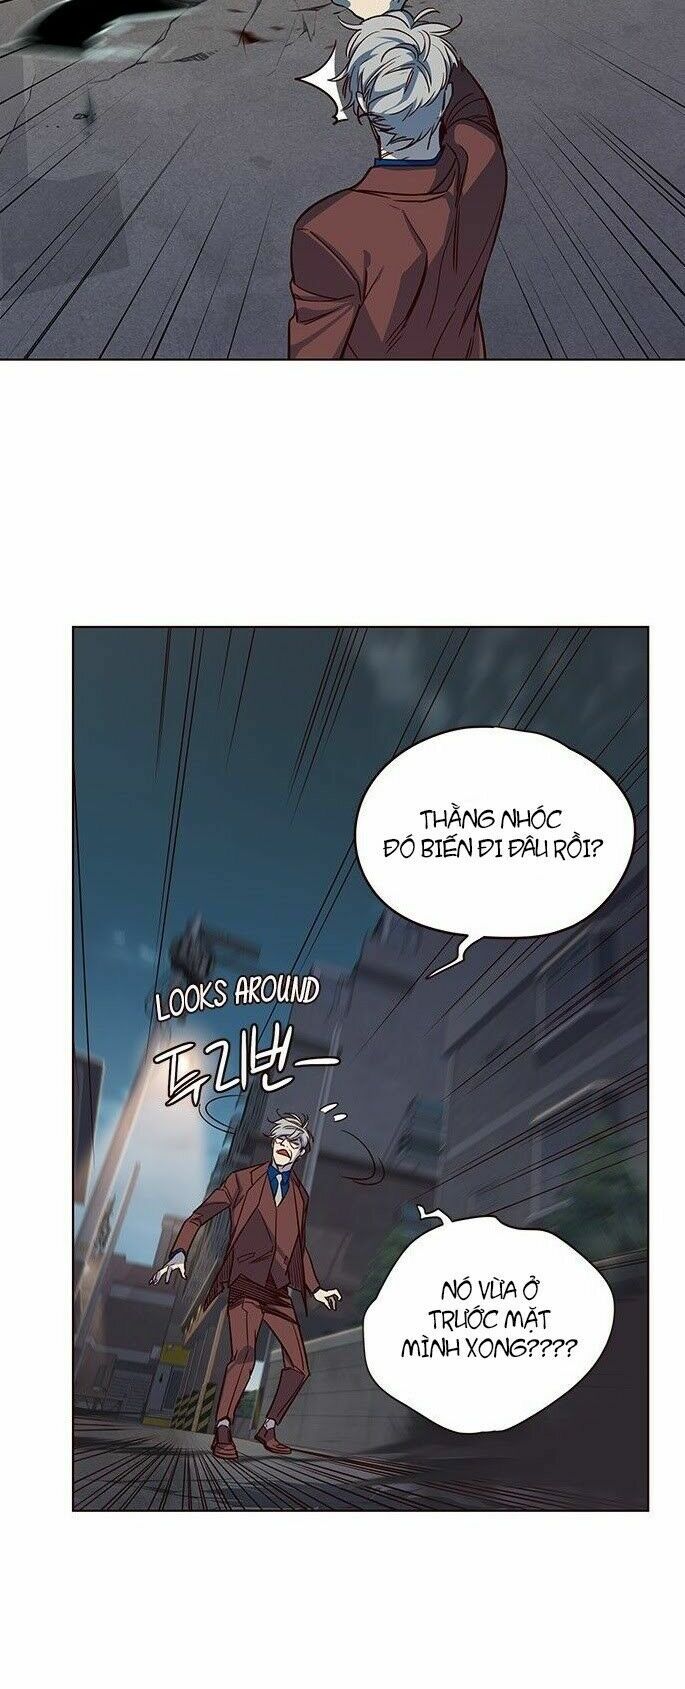 THẰNG NHÓC
ĐÓ BIẾN ĐI ĐÂU RỒI?
LOOKS AROUND
두리번~
NÓ VỪA Ở
TRƯỚC MẶT
MÌNH XONG????